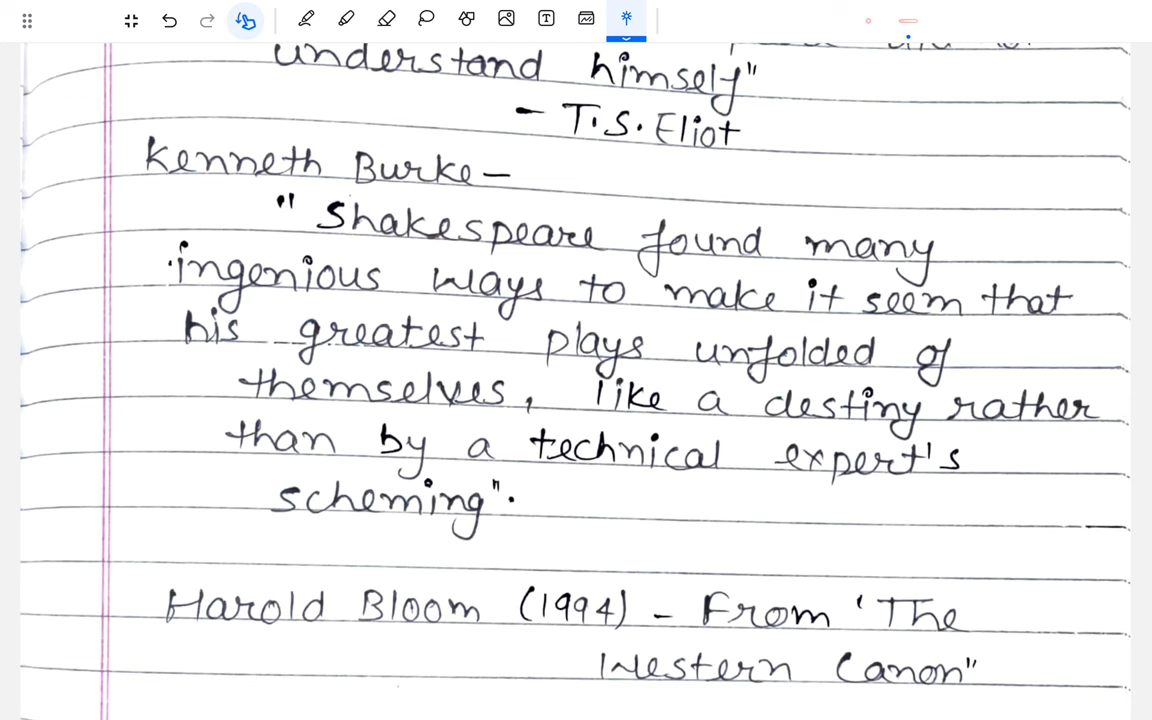 understand himself"
- T.S. Eliot
Kenneth Burke-
" Shakespeare found many
ingenious ways to make it seem that
his greatest plays unfolded of
themselves, like a destiny rather
than by a technical expert's
scheming".
Harold Bloom (1994) - From 'The
Western Canon"